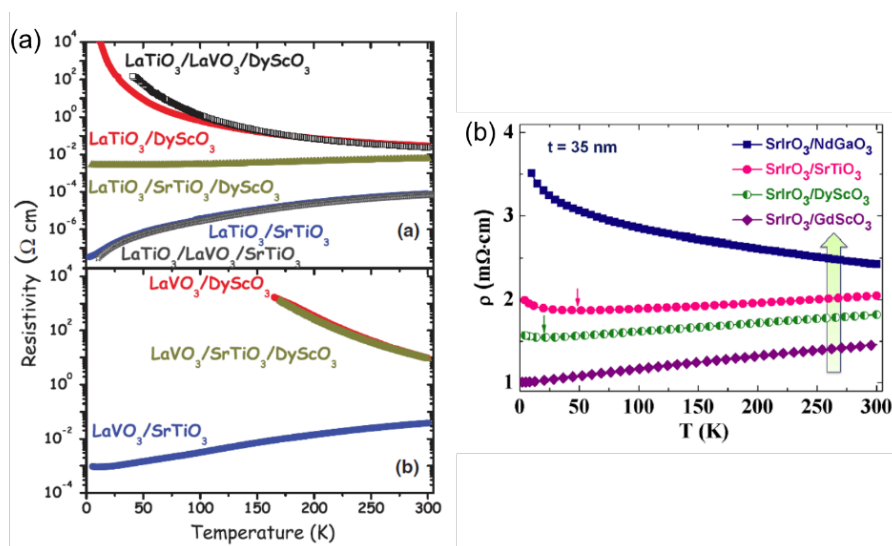 (a)
10^4
10^2
10^0
10^-2
10^-4
10^-6
LaTiO3/LaVO3/DyScO3
LaTiO3/DyScO3
LaTiO3/SrTiO3/DyScO3
LaTiO3/SrTiO3
(a)
LaTiO3/LaVO3/SrTiO3
Resistivity (Ω cm)
10^4
10^2
10^0
10^-2
10^-4
LaVO3/DyScO3
LaVO3/SrTiO3/DyScO3
LaVO3/SrTiO3
(b)
0 50 100 150 200 250 300
Temperature (K)
(b)
4
3
2
1
ρ (mΩ·cm)
t = 35 nm
SrIrO3/NdGaO3
SrIrO3/SrTiO3
SrIrO3/DyScO3
SrIrO3/GdScO3
0 50 100 150 200 250 300
T (K)